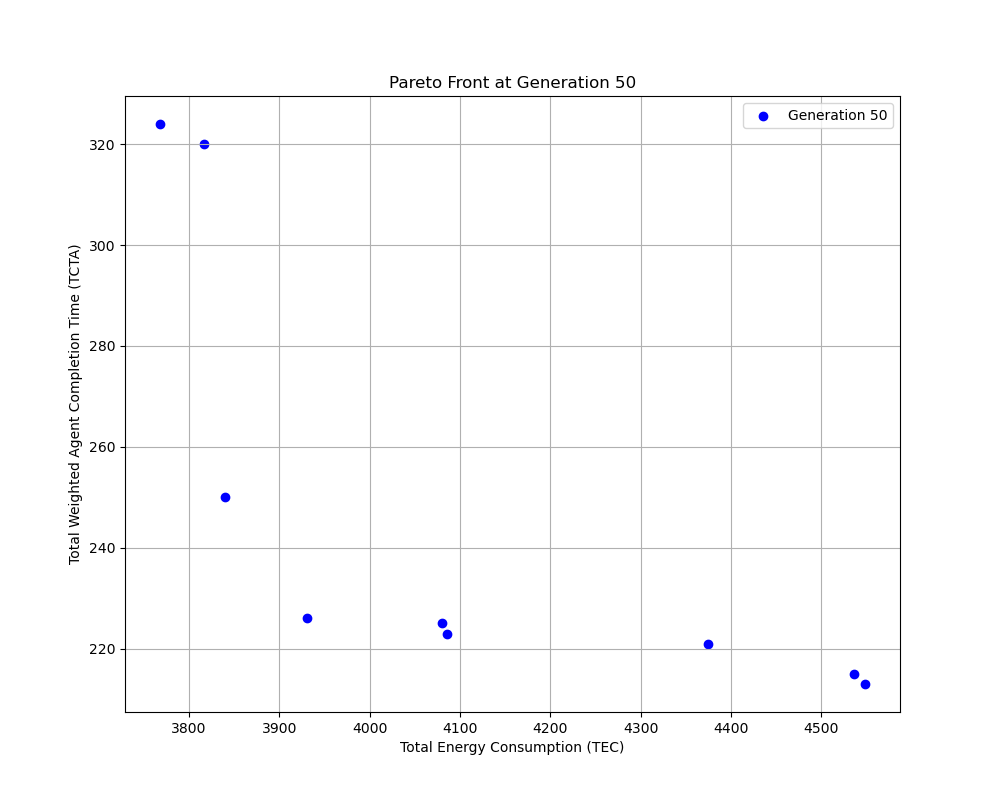 Pareto Front at Generation 50
Generation 50
320
300
280
260
240
220
Total Weighted Agent Completion Time (TCTA)
3800 3900 4000 4100 4200 4300 4400 4500
Total Energy Consumption (TEC)